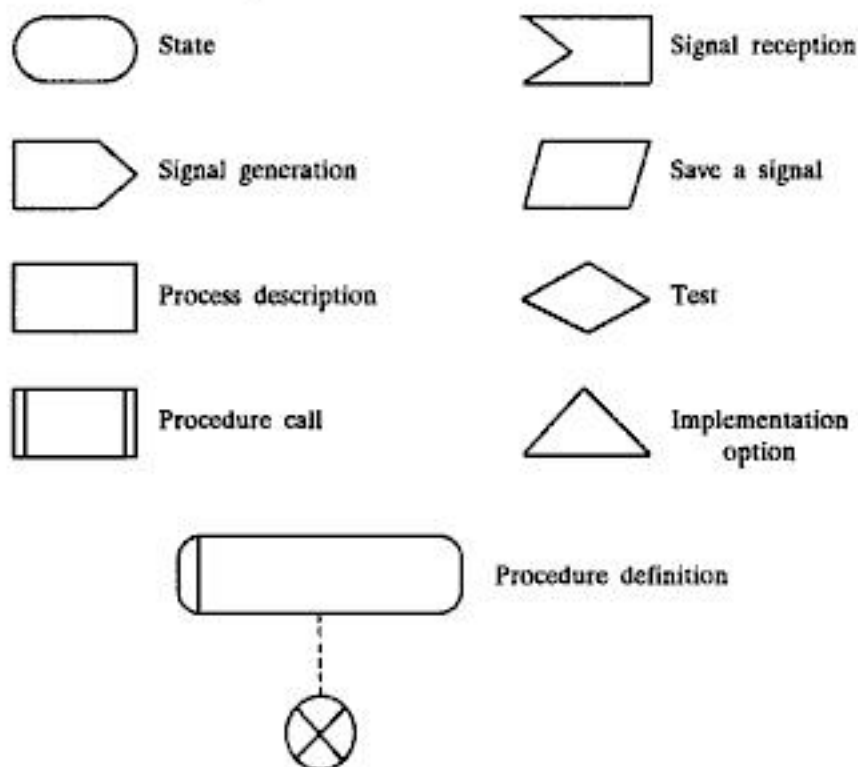 State
Signal reception
Signal generation
Save a signal
Process description
Test
Procedure call
Implementation
option
Procedure definition